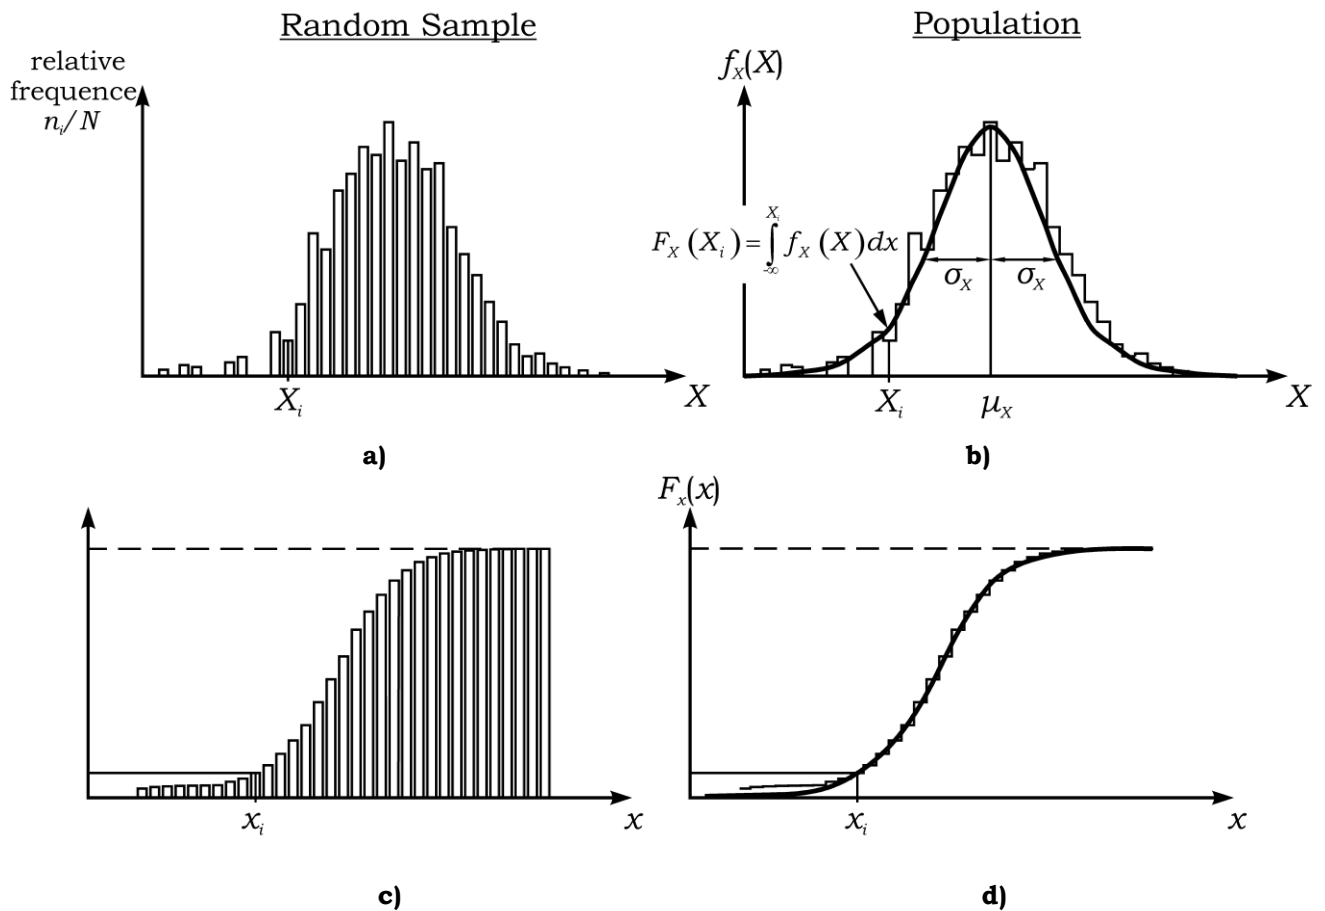 Random Sample
Population
relative
frequence
nᵢ/N
f_X(X)
F_X(X_i)=∫_{-∞}^{X_i} f_X(X)dx
σ_X
σ_X
X_i
X
X_i
μ_X
X
a)
b)
F_x(x)
x_i
x
x_i
x
c)
d)